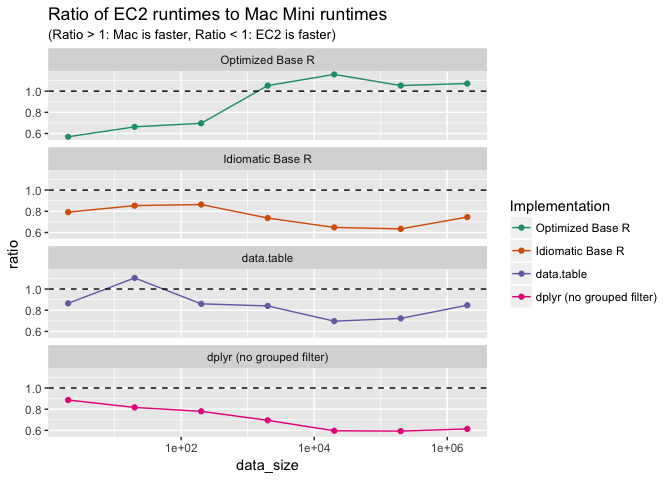 Ratio of EC2 runtimes to Mac Mini runtimes
(Ratio > 1: Mac is faster, Ratio < 1: EC2 is faster)
Optimized Base R
1.0
0.8
0.6
Idiomatic Base R
1.0
0.8
0.6
data.table
1.0
0.8
0.6
dplyr (no grouped filter)
1.0
0.8
0.6
1e+02
1e+04
1e+06
data_size
ratio
Implementation
Optimized Base R
Idiomatic Base R
data.table
dplyr (no grouped filter)